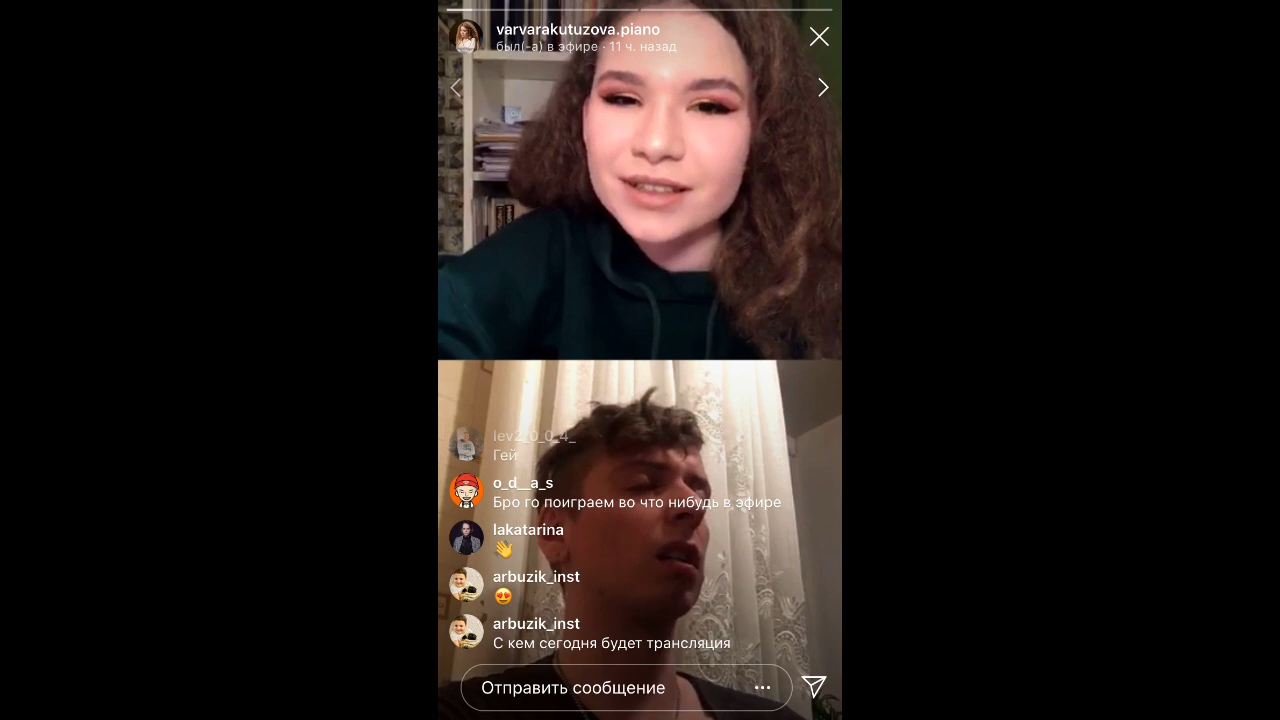 varvarakutuzova.piano
был(-а) в эфире · 11 ч. назад
lev2_0_0_4_
Гей
o_d__a_s
Бро го поиграем во что нибудь в эфире
lakatarina
👋
arbuzik_inst
😍
arbuzik_inst
С кем сегодня будет трансляция
Отправить сообщение